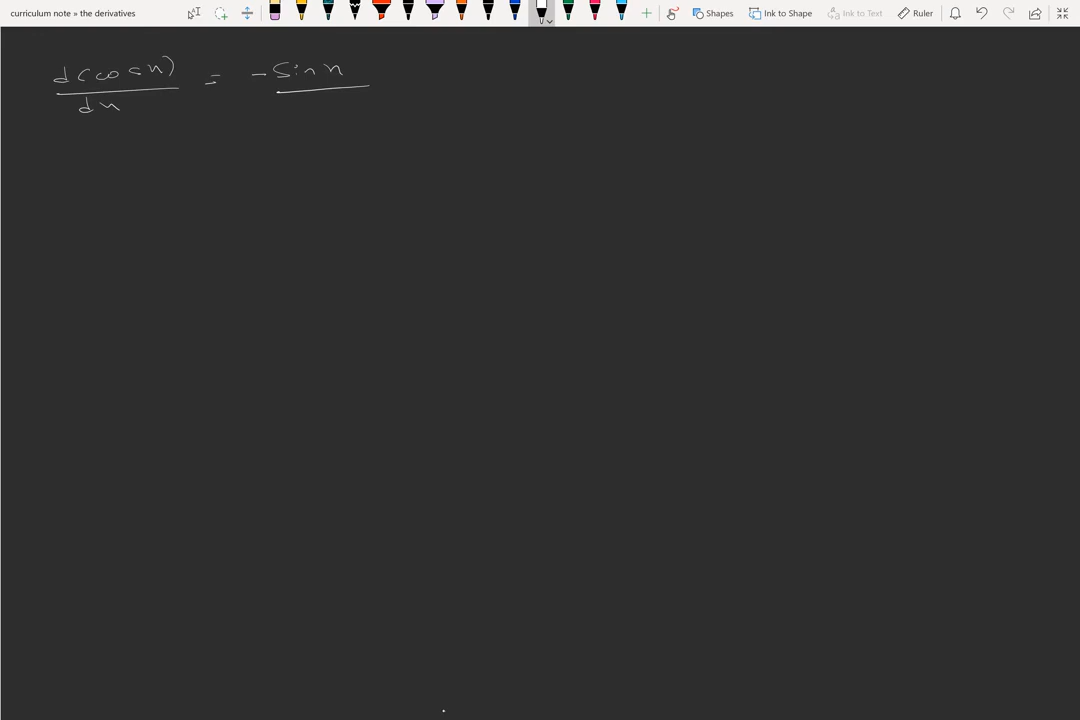 curriculum note » the derivatives
Shapes Ink to Shape Ink to Text Ruler
d(cosx) = -Sinx
dx